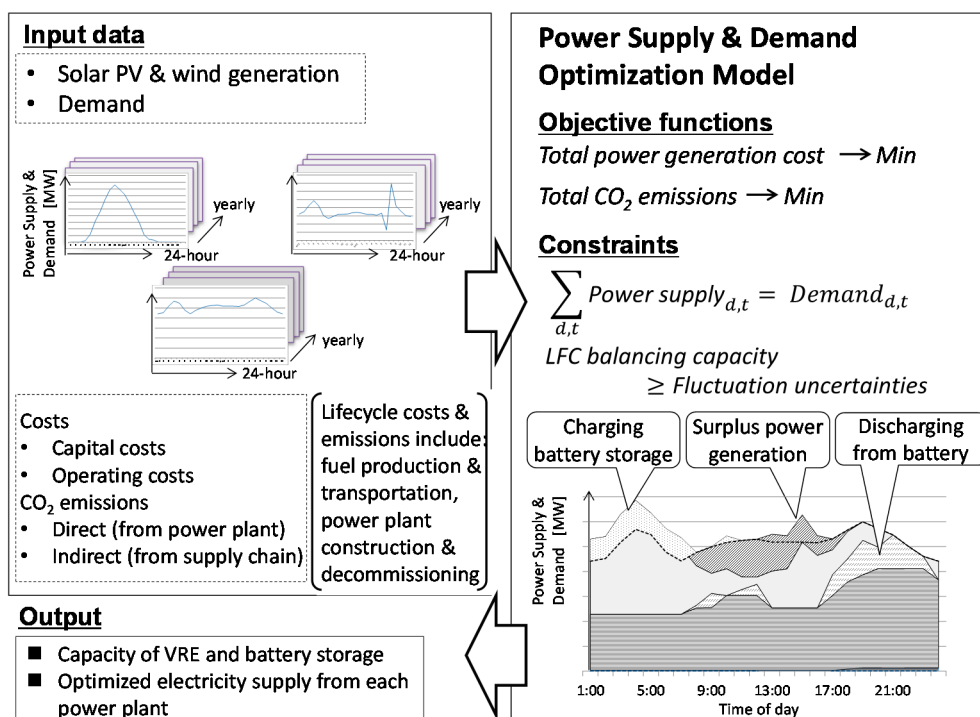 Input data
• Solar PV & wind generation
• Demand
Power Supply &
Demand [MW]
yearly
24-hour
yearly
24-hour
yearly
24-hour
Costs
• Capital costs
• Operating costs
CO2 emissions
• Direct (from power plant)
• Indirect (from supply chain)
Lifecycle costs &
emissions include:
fuel production &
transportation,
power plant
construction &
decommissioning
Output
■ Capacity of VRE and battery storage
■ Optimized electricity supply from each
power plant
Power Supply & Demand
Optimization Model
Objective functions
Total power generation cost → Min
Total CO2 emissions → Min
Constraints
∑d,t Power supply d,t = Demand d,t
LFC balancing capacity
≥ Fluctuation uncertainties
Charging
battery storage
Surplus power
generation
Discharging
from battery
Power Supply &
Demand [MW]
1:00 5:00 9:00 13:00 17:00 21:00
Time of day